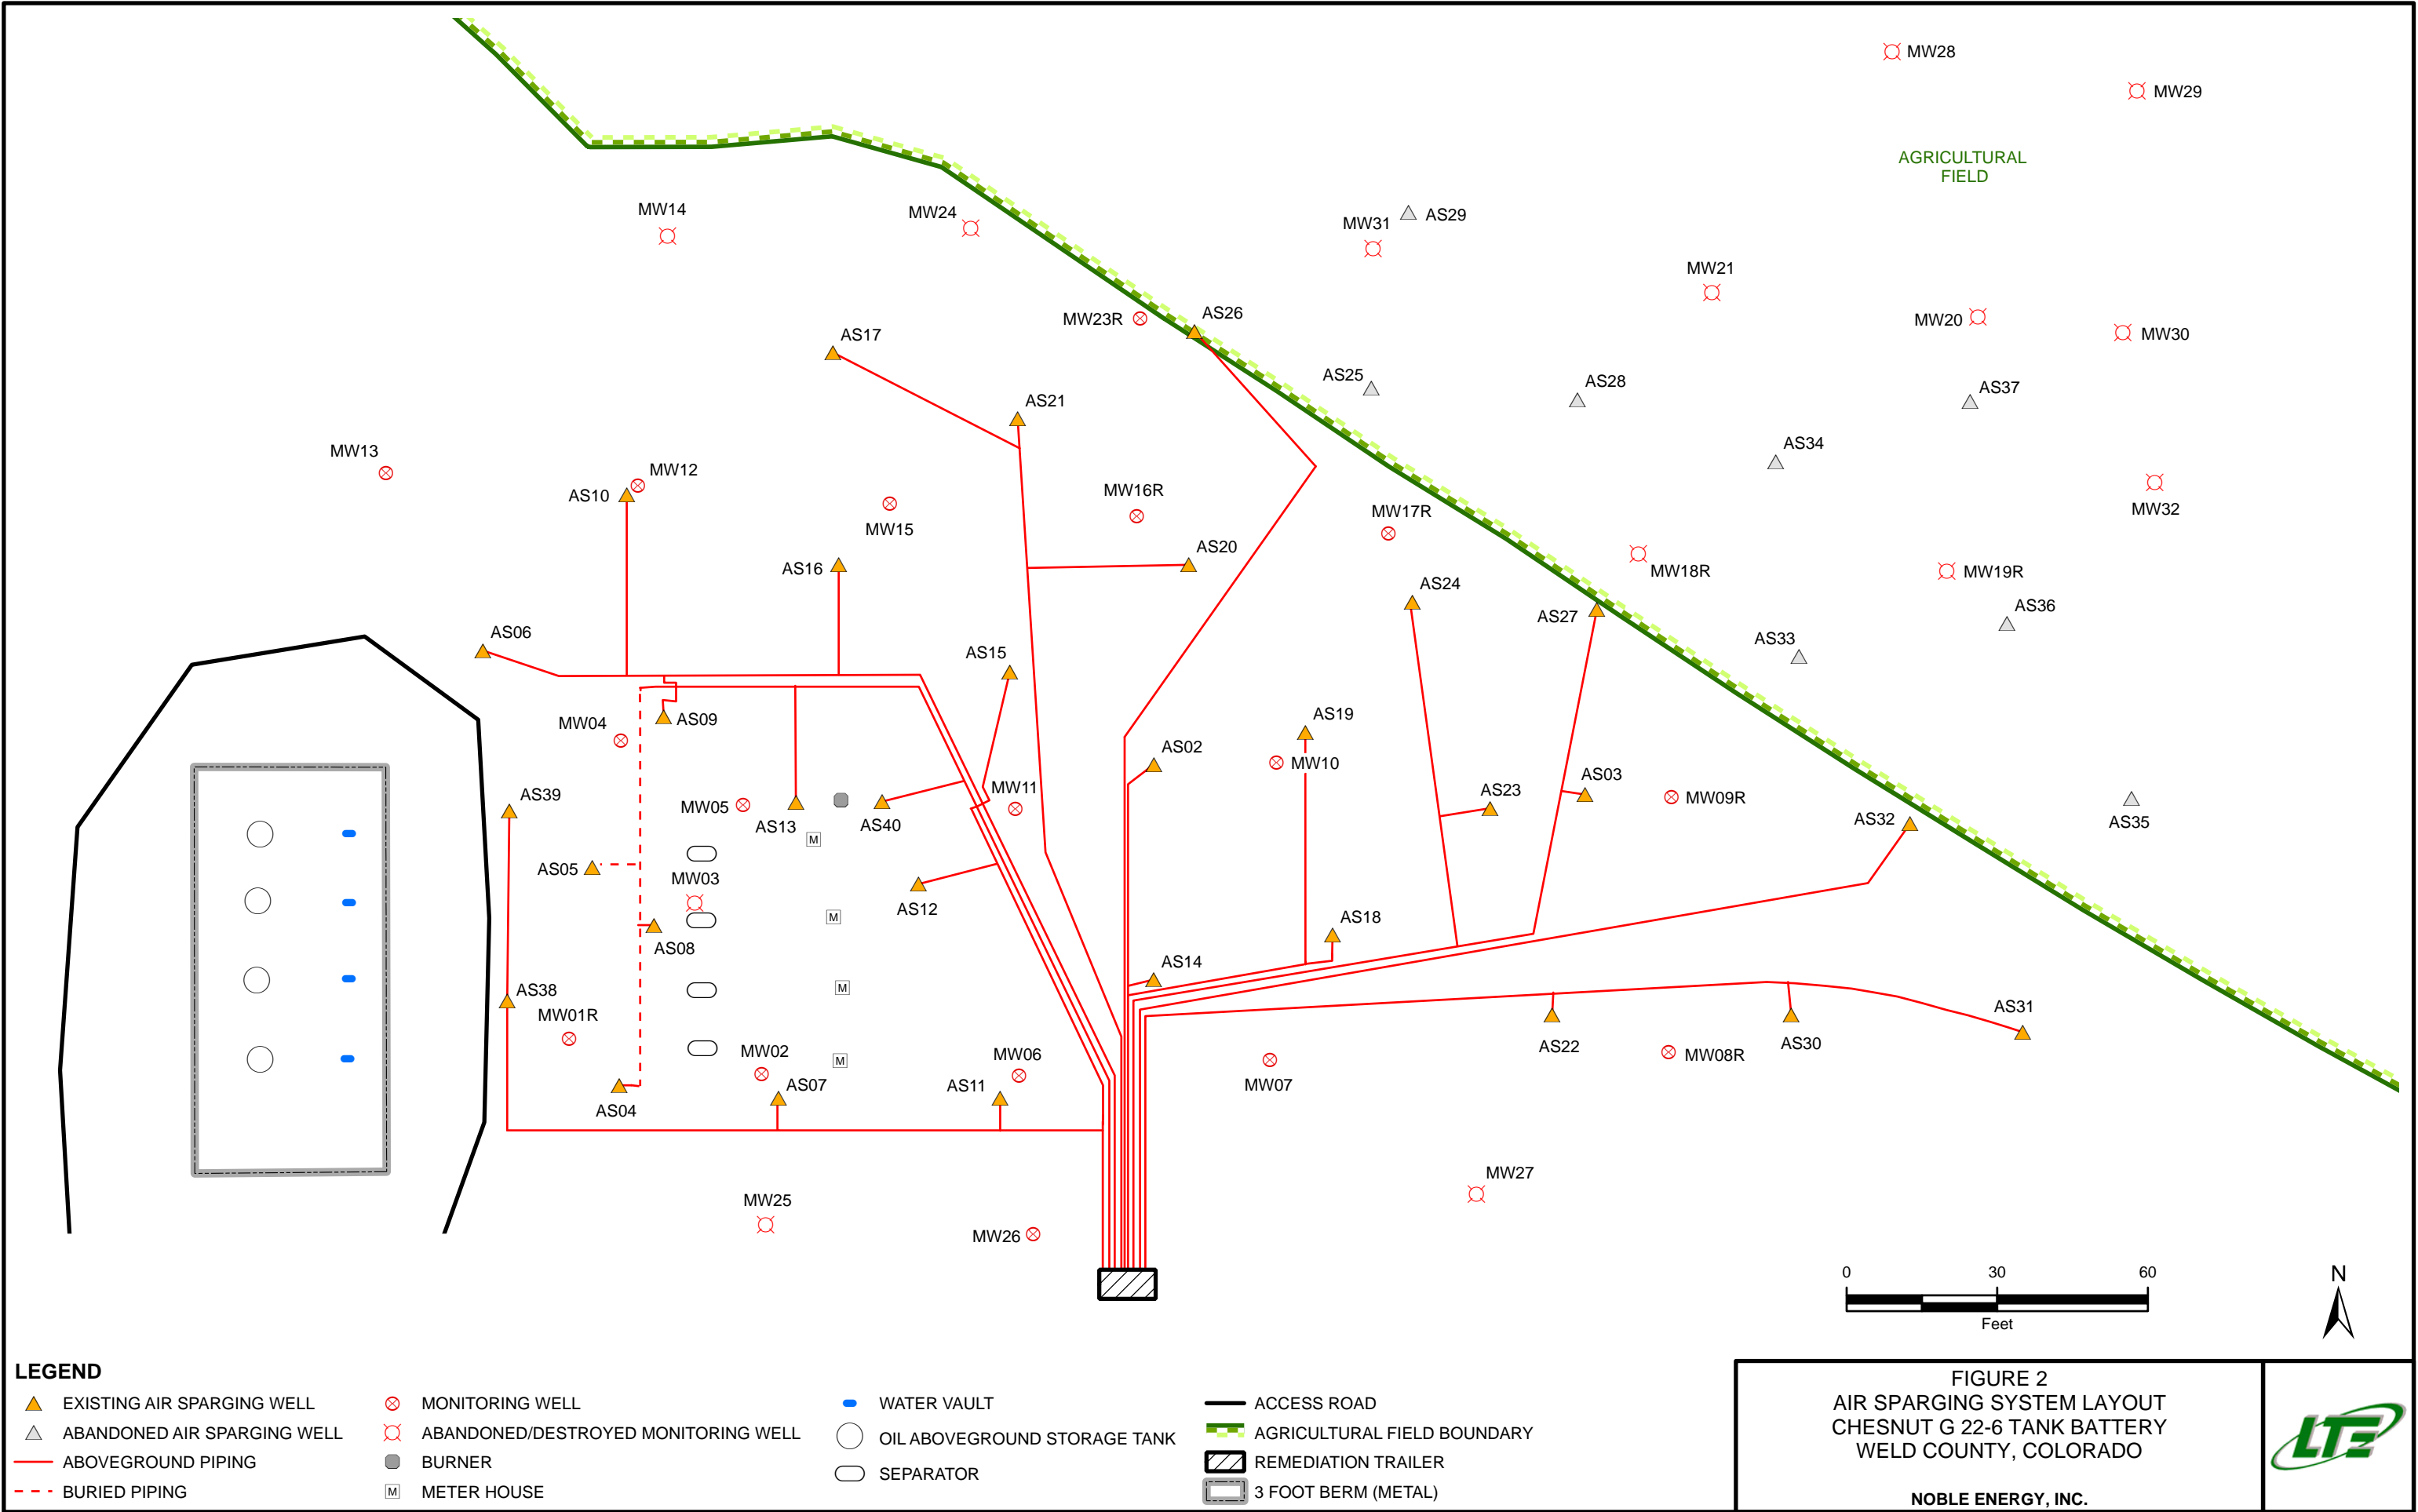 MW28
MW29
AGRICULTURAL
FIELD
MW14
MW24
MW31
AS29
MW21
MW23R
AS26
MW20
MW30
AS17
AS25
AS28
AS37
AS21
AS34
MW13
MW12
AS10
MW16R
MW15
MW17R
MW32
AS20
AS16
MW18R
MW19R
AS24
AS36
AS27
AS06
AS15
AS33
AS09
MW04
AS19
AS02
MW10
AS03
AS23
MW09R
AS39
MW05
AS13
AS40
MW11
AS32
AS35
M
AS05
MW03
AS12
M
AS18
AS08
AS14
M
AS38
MW01R
AS31
MW02
M
MW06
AS22
AS30
MW08R
AS07
AS11
MW07
AS04
MW27
MW25
MW26
0 30 60
Feet
N
LEGEND
EXISTING AIR SPARGING WELL
ABANDONED AIR SPARGING WELL
ABOVEGROUND PIPING
BURIED PIPING
MONITORING WELL
ABANDONED/DESTROYED MONITORING WELL
BURNER
M METER HOUSE
WATER VAULT
OIL ABOVEGROUND STORAGE TANK
SEPARATOR
ACCESS ROAD
AGRICULTURAL FIELD BOUNDARY
REMEDIATION TRAILER
3 FOOT BERM (METAL)
FIGURE 2
AIR SPARGING SYSTEM LAYOUT
CHESNUT G 22-6 TANK BATTERY
WELD COUNTY, COLORADO
NOBLE ENERGY, INC.
LTE